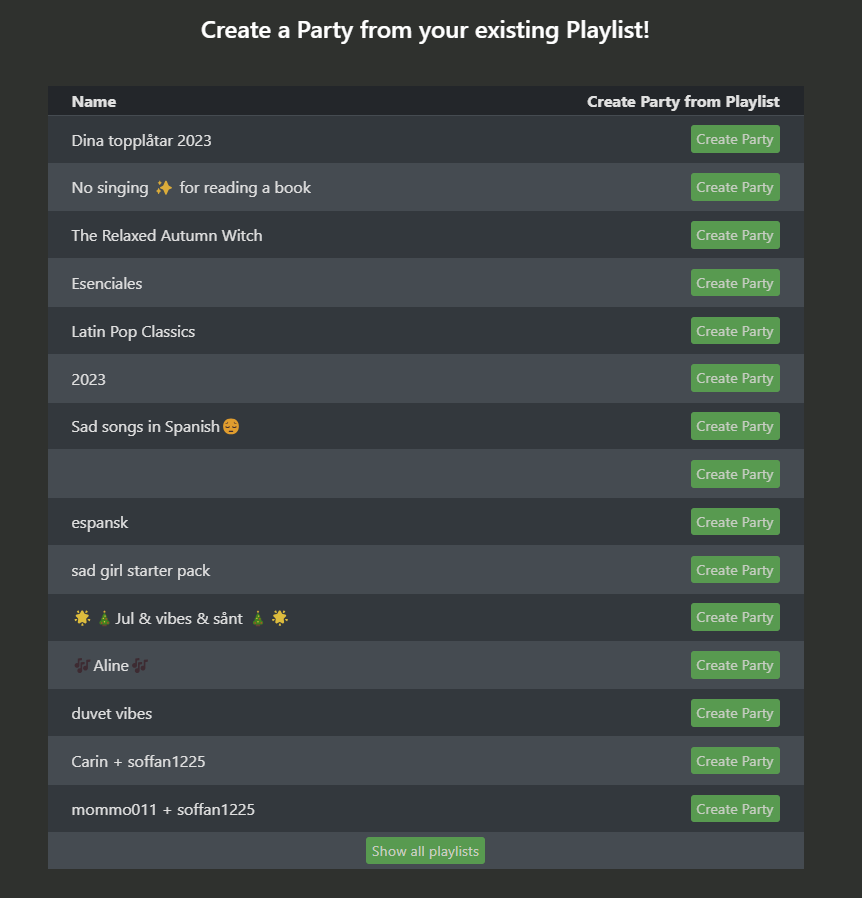 Create a Party from your existing Playlist!
Name Create Party from Playlist
Dina topplåtar 2023 Create Party
No singing ✨ for reading a book Create Party
The Relaxed Autumn Witch Create Party
Esenciales Create Party
Latin Pop Classics Create Party
2023 Create Party
Sad songs in Spanish😔 Create Party
Create Party
espansk Create Party
sad girl starter pack Create Party
🌟🎄Jul & vibes & sånt 🎄🌟 Create Party
🎶Aline🎶 Create Party
duvet vibes Create Party
Carin + soffan1225 Create Party
mommo011 + soffan1225 Create Party
Show all playlists